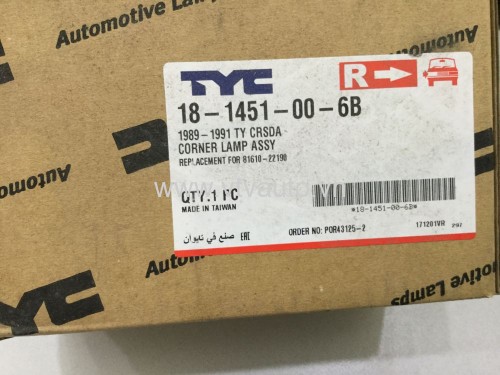 Automotive Lamps
TYC
R
18-1451-00-6B
1989-1991 TY CRSDA
CORNER LAMP ASSY
REPLACEMENT FOR 81610-22190
QTY.1 PC
MADE IN TAIWAN
*18-1451-00-6B*
صنع في تايوان EAC
ORDER NO: POR43125-2
171201VR
Automotive Lamps